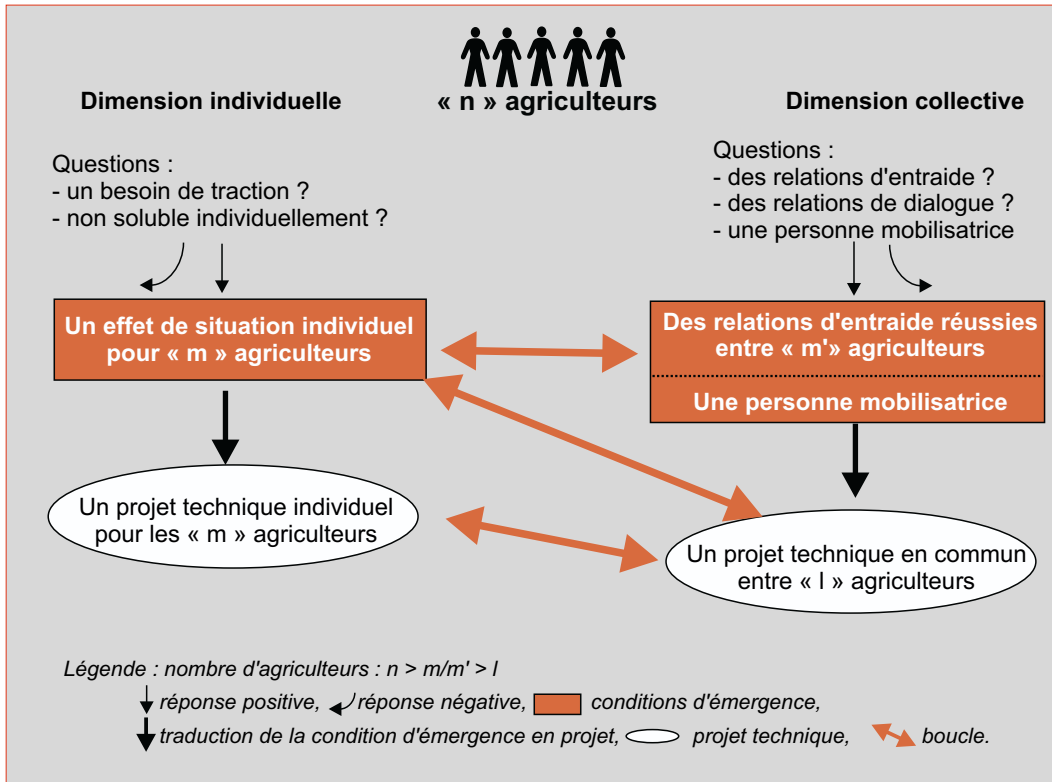 « n » agriculteurs
Dimension individuelle
Questions :
- un besoin de traction ?
- non soluble individuellement ?
Un effet de situation individuel
pour « m » agriculteurs
Un projet technique individuel
pour les « m » agriculteurs
Dimension collective
Questions :
- des relations d'entraide ?
- des relations de dialogue ?
- une personne mobilisatrice
Des relations d'entraide réussies
entre « m'» agriculteurs
Une personne mobilisatrice
Un projet technique en commun
entre « l » agriculteurs
Légende : nombre d'agriculteurs : n > m/m' > l
réponse positive, réponse négative, conditions d'émergence,
traduction de la condition d'émergence en projet, projet technique, boucle.